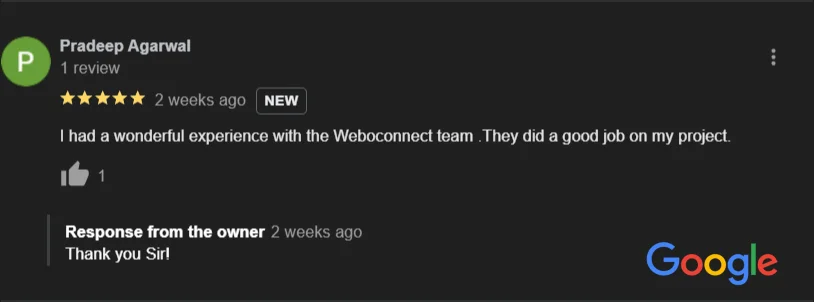 P
Pradeep Agarwal
1 review
2 weeks ago NEW
I had a wonderful experience with the Weboconnect team .They did a good job on my project.
1
Response from the owner 2 weeks ago
Thank you Sir!
Google